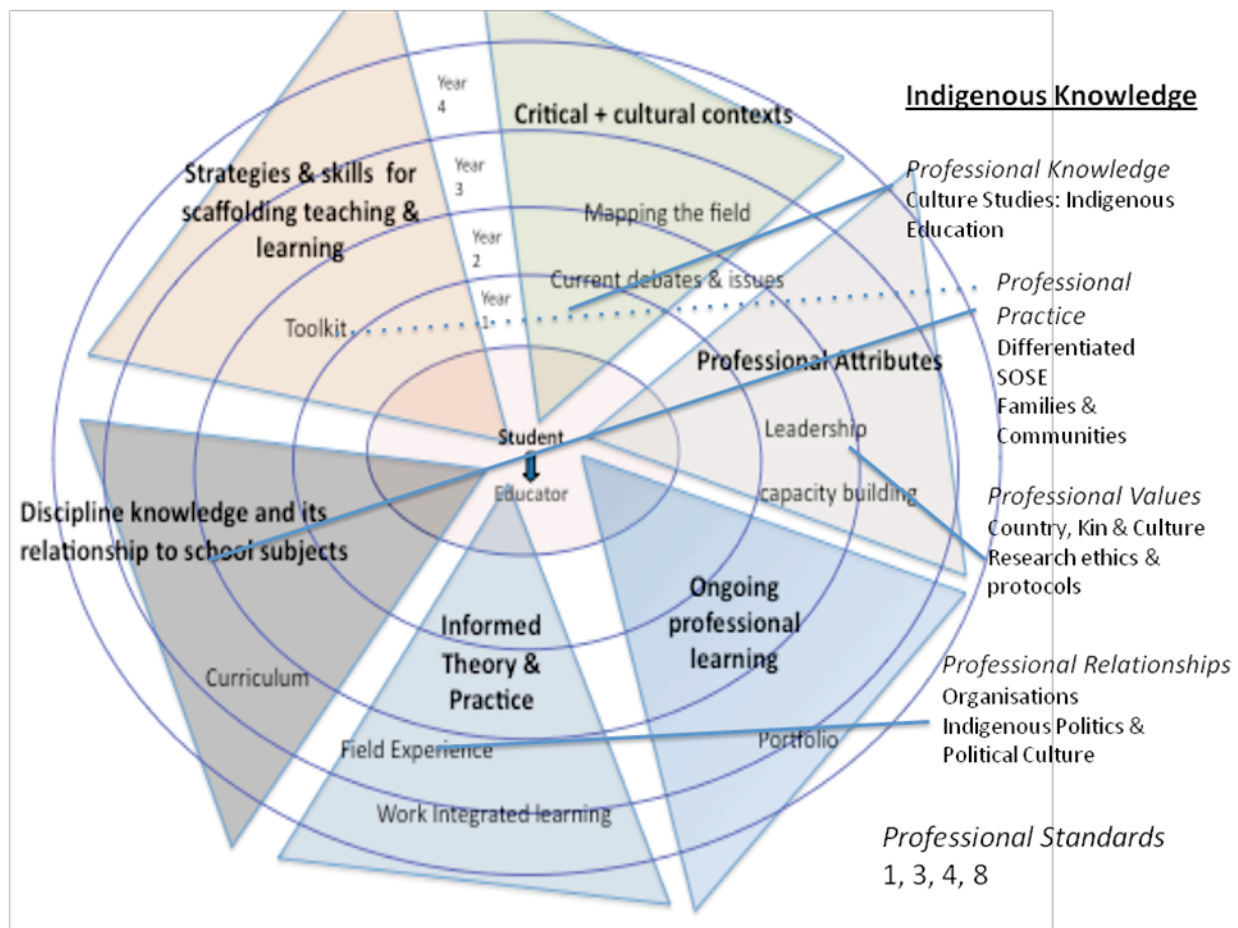 Year
4
Year
3
Year
2
Year
1
Critical + cultural contexts
Mapping the field
Current debates & issues
Strategies & skills for
scaffolding teaching &
learning
Toolkit
Professional Attributes
Leadership
capacity building
Student
Educator
Discipline knowledge and its
relationship to school subjects
Curriculum
Informed
Theory &
Practice
Field Experience
Work Integrated learning
Ongoing
professional
learning
Portfolio
Indigenous Knowledge
Professional Knowledge
Culture Studies: Indigenous
Education
Professional
Practice
Differentiated
SOSE
Families &
Communities
Professional Values
Country, Kin & Culture
Research ethics &
protocols
Professional Relationships
Organisations
Indigenous Politics &
Political Culture
Professional Standards
1, 3, 4, 8